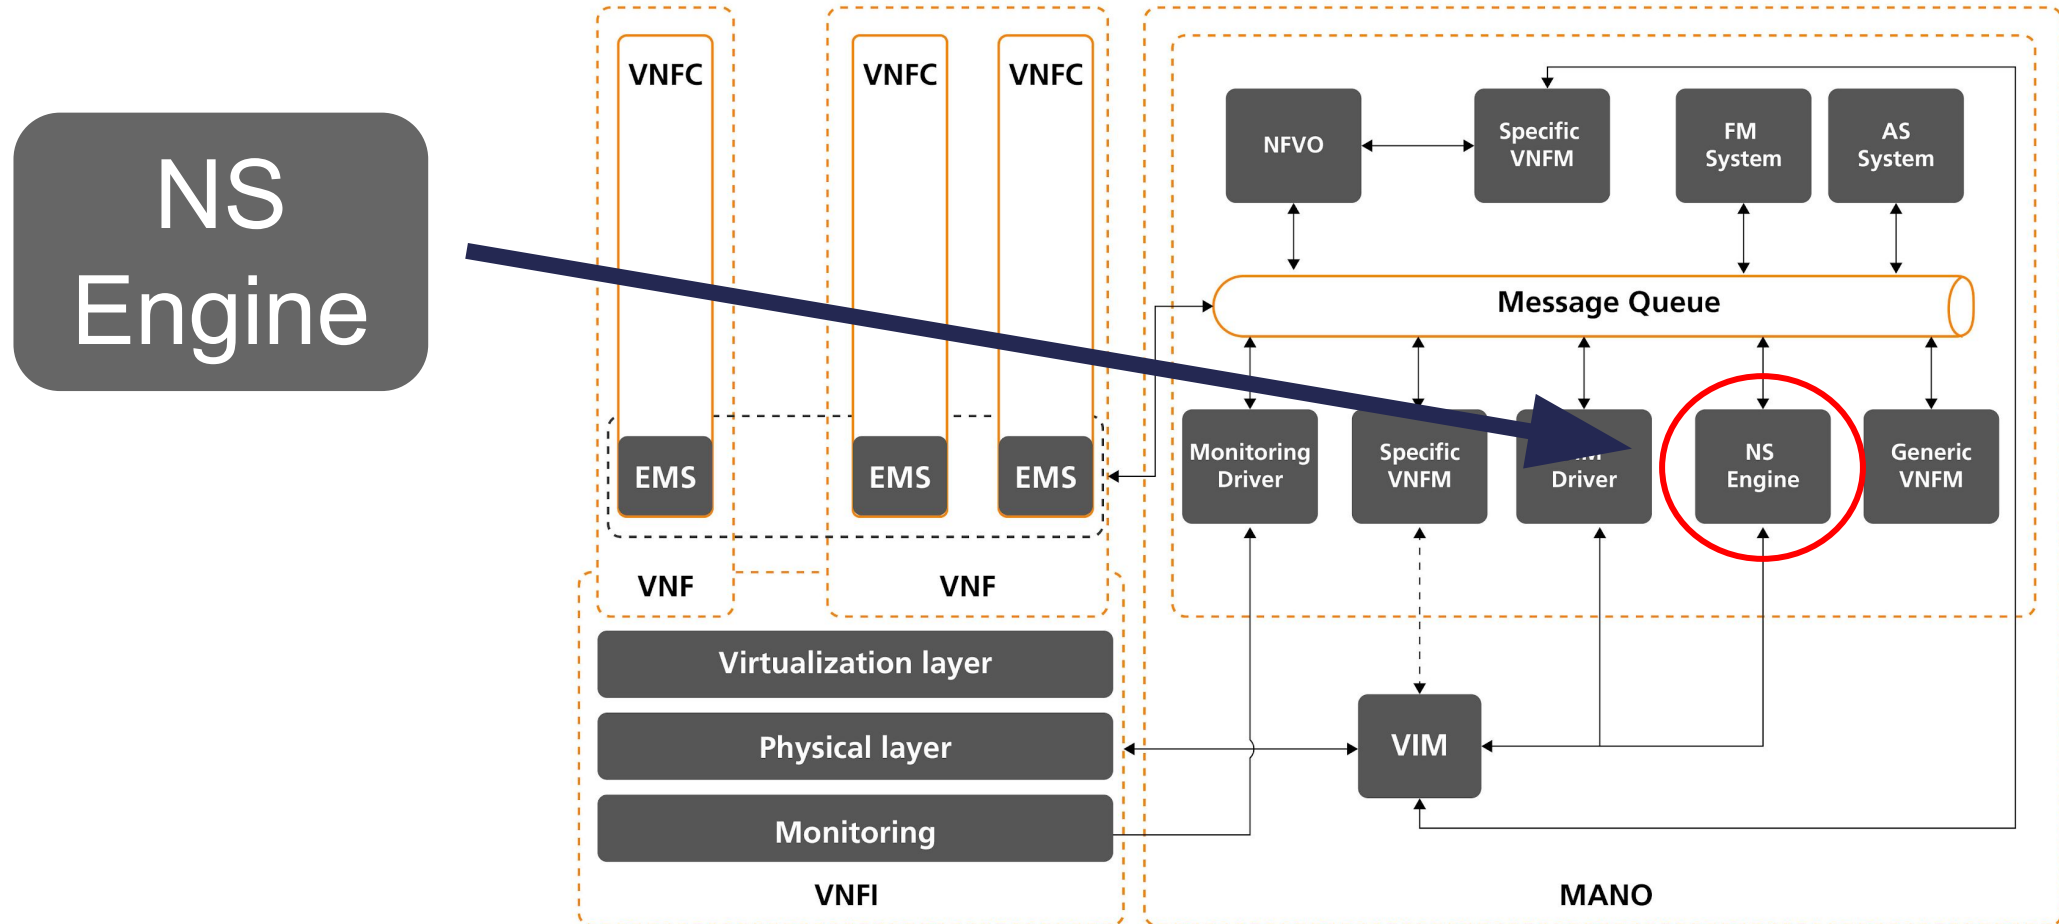 NS
Engine
VNFC
VNFC
VNFC
EMS
EMS
EMS
VNF
VNF
Virtualization layer
Physical layer
Monitoring
VNFI
NFVO
Specific
VNFM
FM
System
AS
System
Message Queue
Monitoring
Driver
Specific
VNFM
Driver
NS
Engine
Generic
VNFM
VIM
MANO